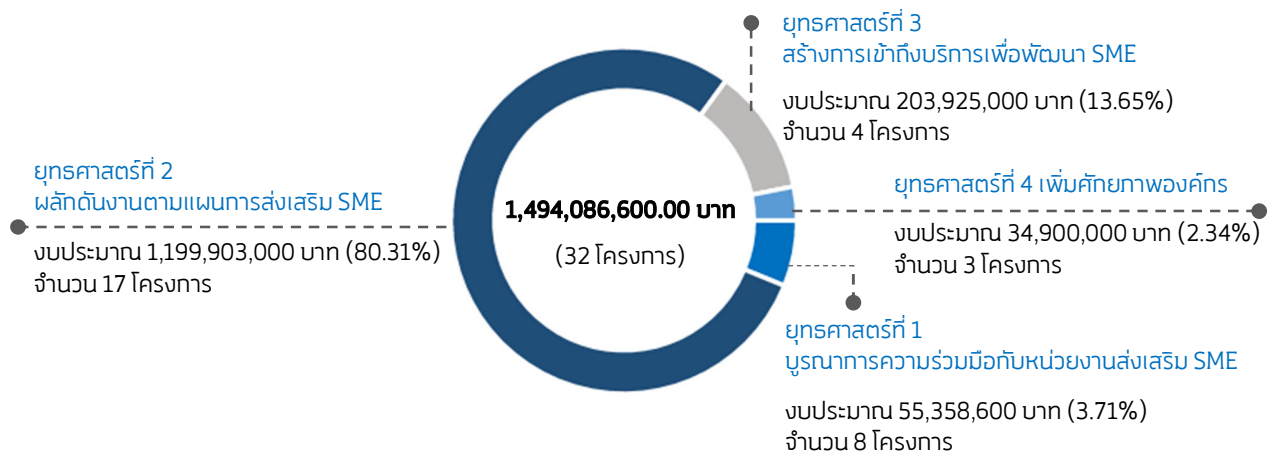 ยุทธศาสตร์ที่ 3
สร้างการเข้าถึงบริการเพื่อพัฒนา SME
งบประมาณ 203,925,000 บาท (13.65%)
จำนวน 4 โครงการ
ยุทธศาสตร์ที่ 2
ผลักดันงานตามแผนการส่งเสริม SME
งบประมาณ 1,199,903,000 บาท (80.31%)
จำนวน 17 โครงการ
1,494,086,600.00 บาท
(32 โครงการ)
ยุทธศาสตร์ที่ 4 เพิ่มศักยภาพองค์กร
งบประมาณ 34,900,000 บาท (2.34%)
จำนวน 3 โครงการ
ยุทธศาสตร์ที่ 1
บูรณาการความร่วมมือกับหน่วยงานส่งเสริม SME
งบประมาณ 55,358,600 บาท (3.71%)
จำนวน 8 โครงการ